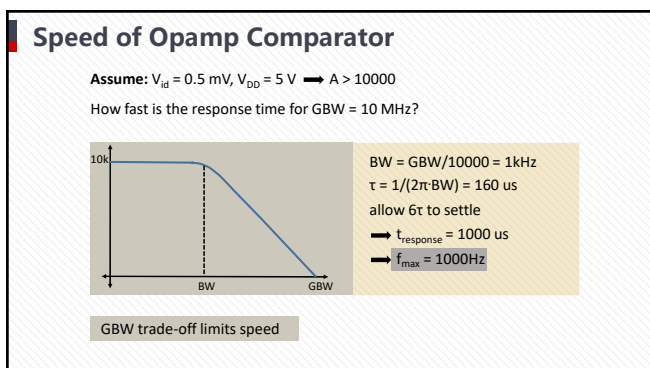 Speed of Opamp Comparator
Assume: Vid = 0.5 mV, VDD = 5 V ➡ A > 10000
How fast is the response time for GBW = 10 MHz?
10k
BW
GBW
BW = GBW/10000 = 1kHz
τ = 1/(2π·BW) = 160 us
allow 6τ to settle
➡ tresponse = 1000 us
➡ fmax = 1000Hz
GBW trade-off limits speed